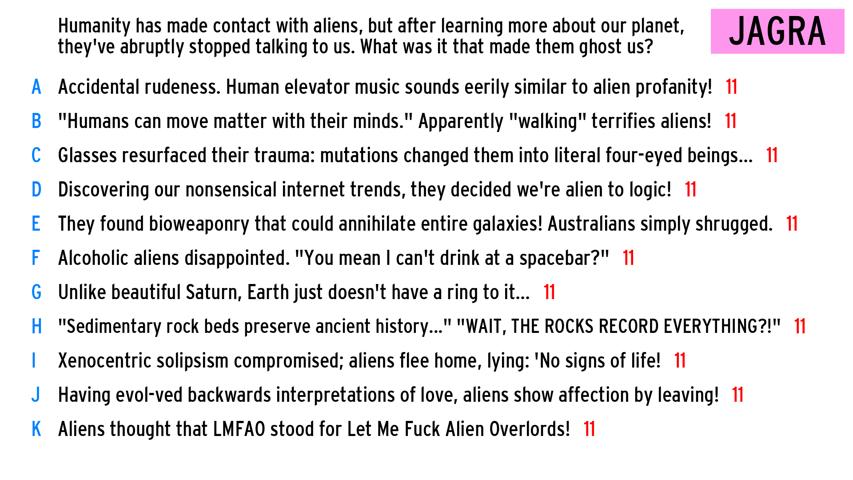 Humanity has made contact with aliens, but after learning more about our planet,
they've abruptly stopped talking to us. What was it that made them ghost us?
JAGRA
A Accidental rudeness. Human elevator music sounds eerily similar to alien profanity! 11
B "Humans can move matter with their minds." Apparently "walking" terrifies aliens! 11
C Glasses resurfaced their trauma: mutations changed them into literal four-eyed beings... 11
D Discovering our nonsensical internet trends, they decided we're alien to logic! 11
E They found bioweaponry that could annihilate entire galaxies! Australians simply shrugged. 11
F Alcoholic aliens disappointed. "You mean I can't drink at a spacebar?" 11
G Unlike beautiful Saturn, Earth just doesn't have a ring to it... 11
H "Sedimentary rock beds preserve ancient history..." "WAIT, THE ROCKS RECORD EVERYTHING?!" 11
I Xenocentric solipsism compromised; aliens flee home, lying: 'No signs of life! 11
J Having evol-ved backwards interpretations of love, aliens show affection by leaving! 11
K Aliens thought that LMFAO stood for Let Me Fuck Alien Overlords! 11